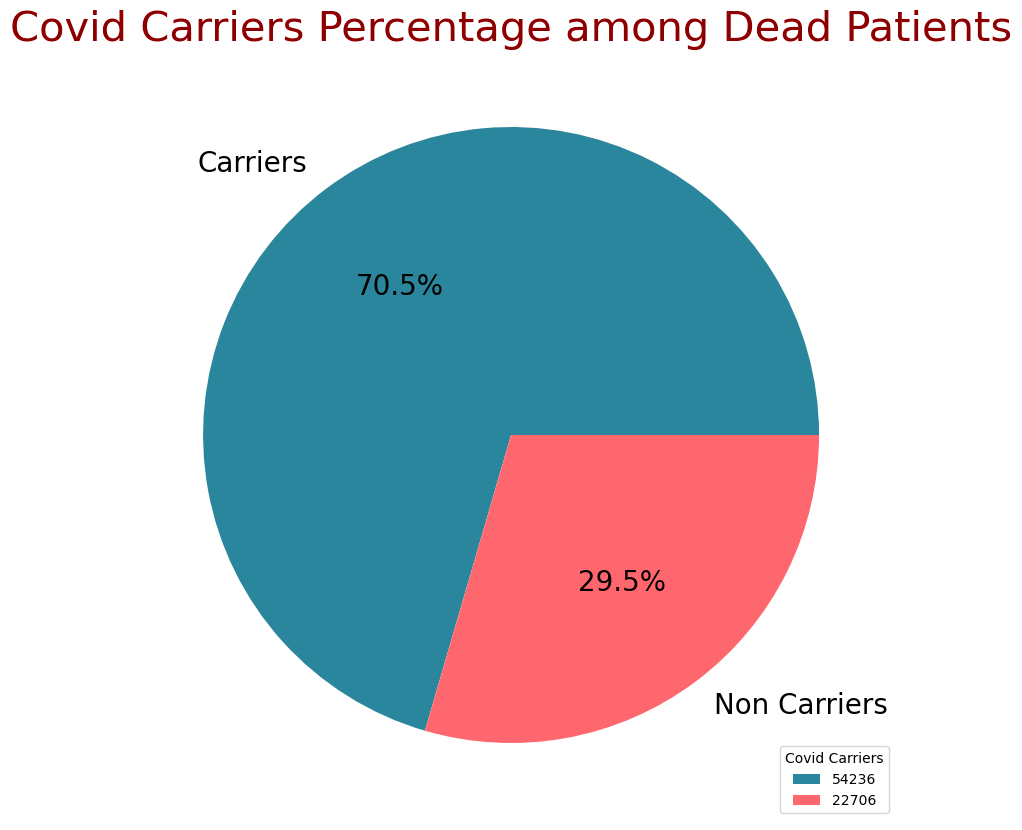 Covid Carriers Percentage among Dead Patients
Carriers
70.5%
29.5%
Non Carriers
Covid Carriers
54236
22706